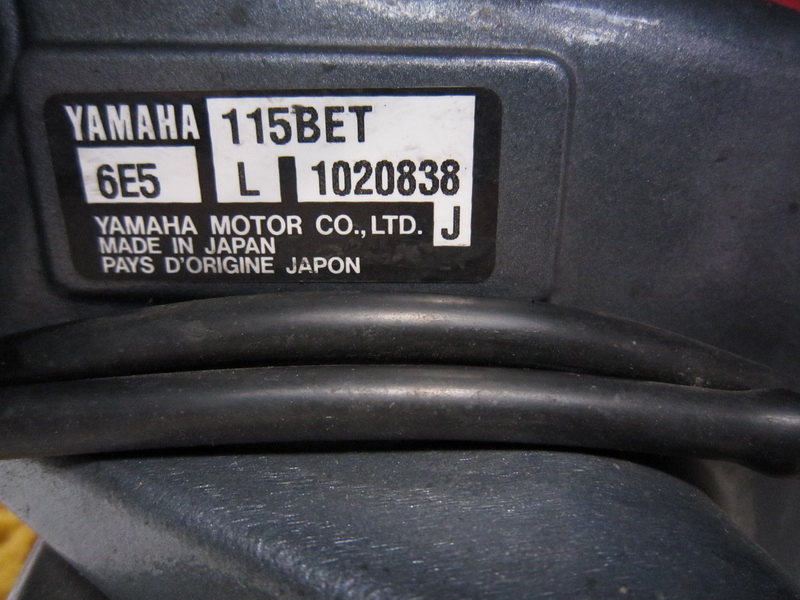 YAMAHA 115BET
6E5 L 1020838
YAMAHA MOTOR CO., LTD. J
MADE IN JAPAN
PAYS D'ORIGINE JAPON